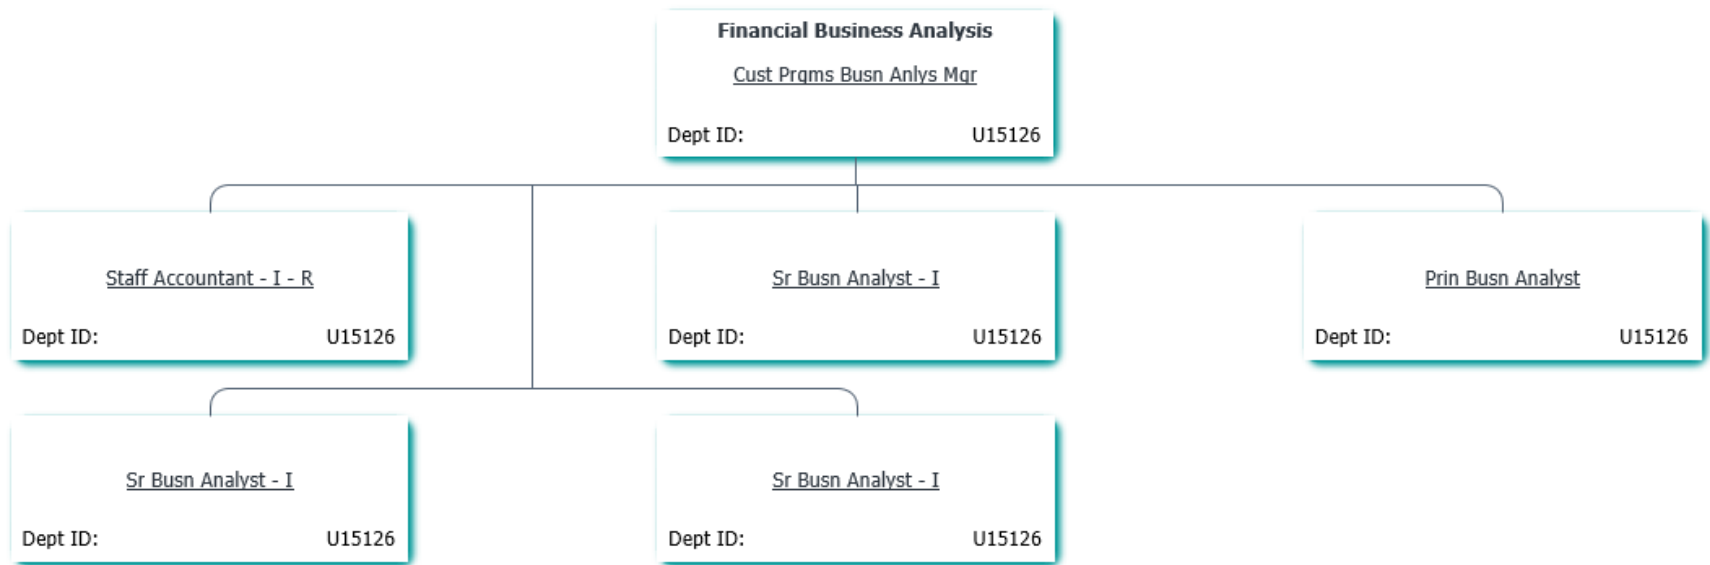 Financial Business Analysis
Cust Prgms Busn Anlys Mgr
Dept ID: U15126
Staff Accountant - I - R
Dept ID: U15126
Sr Busn Analyst - I
Dept ID: U15126
Prin Busn Analyst
Dept ID: U15126
Sr Busn Analyst - I
Dept ID: U15126
Sr Busn Analyst - I
Dept ID: U15126